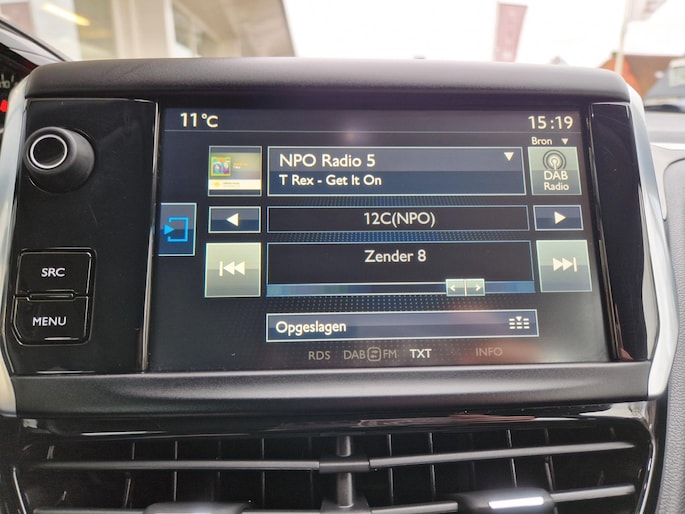 11°C
15:19
Bron
NPO Radio 5
T Rex - Get It On
DAB
Radio
12C(NPO)
Zender 8
SRC
MENU
Opgeslagen
RDS DAB FM TXT INFO